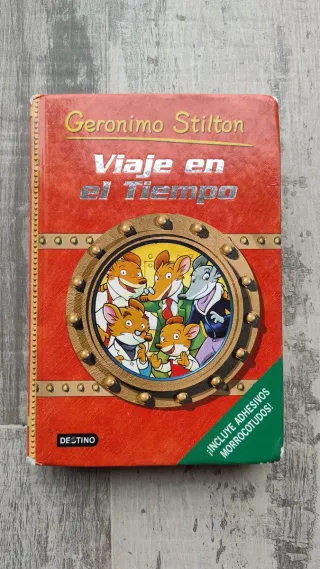 Geronimo Stilton
Viaje en
el Tiempo
¡INCLUYE ADHESIVOS
MORROCOTUDOS!
DESTINO